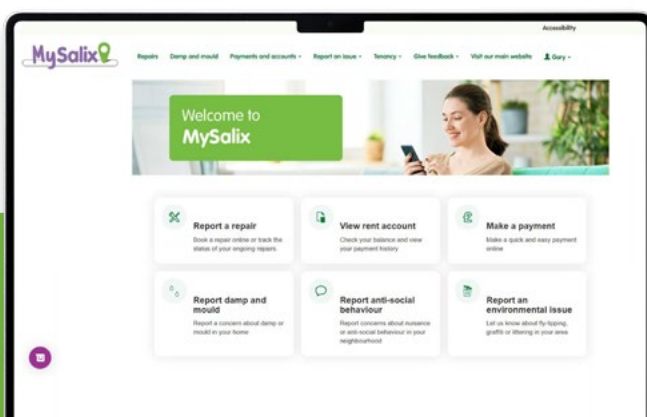 Accessibility
MySalix
Repairs Damp and mould Payments and accounts Report an issue Tenancy Give feedback Visit our main website Gary
Welcome to
MySalix
Report a repair
Book a repair online or track the
status of your ongoing repairs.
View rent account
Check your balance and view
your payment history
Make a payment
Make a quick and easy payment
online
Report damp and
mould
Report a concern about damp or
mould in your home
Report anti-social
behaviour
Report concerns about nuisance
or anti-social behaviour in your
neighbourhood
Report an
environmental issue
Let us know about fly-tipping,
graffiti or littering in your area